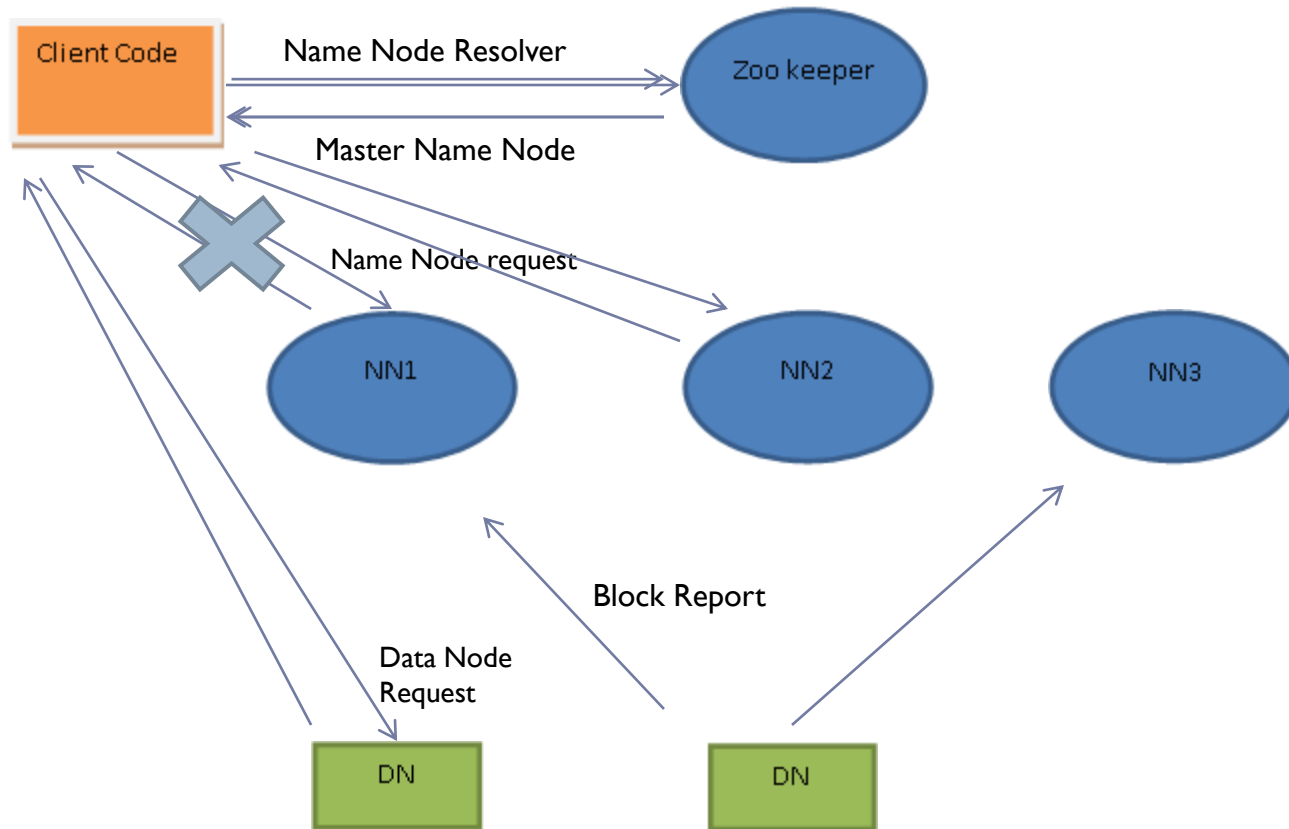 Client Code
Name Node Resolver
Zoo keeper
Master Name Node
Name Node request
NN1
NN2
NN3
Block Report
Data Node
Request
DN
DN